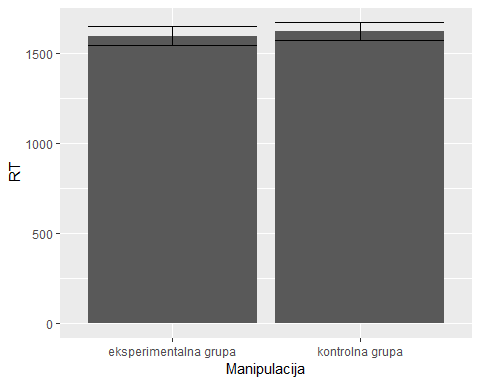 1500
1000
500
0
RT
eksperimentalna grupa
kontrolna grupa
Manipulacija